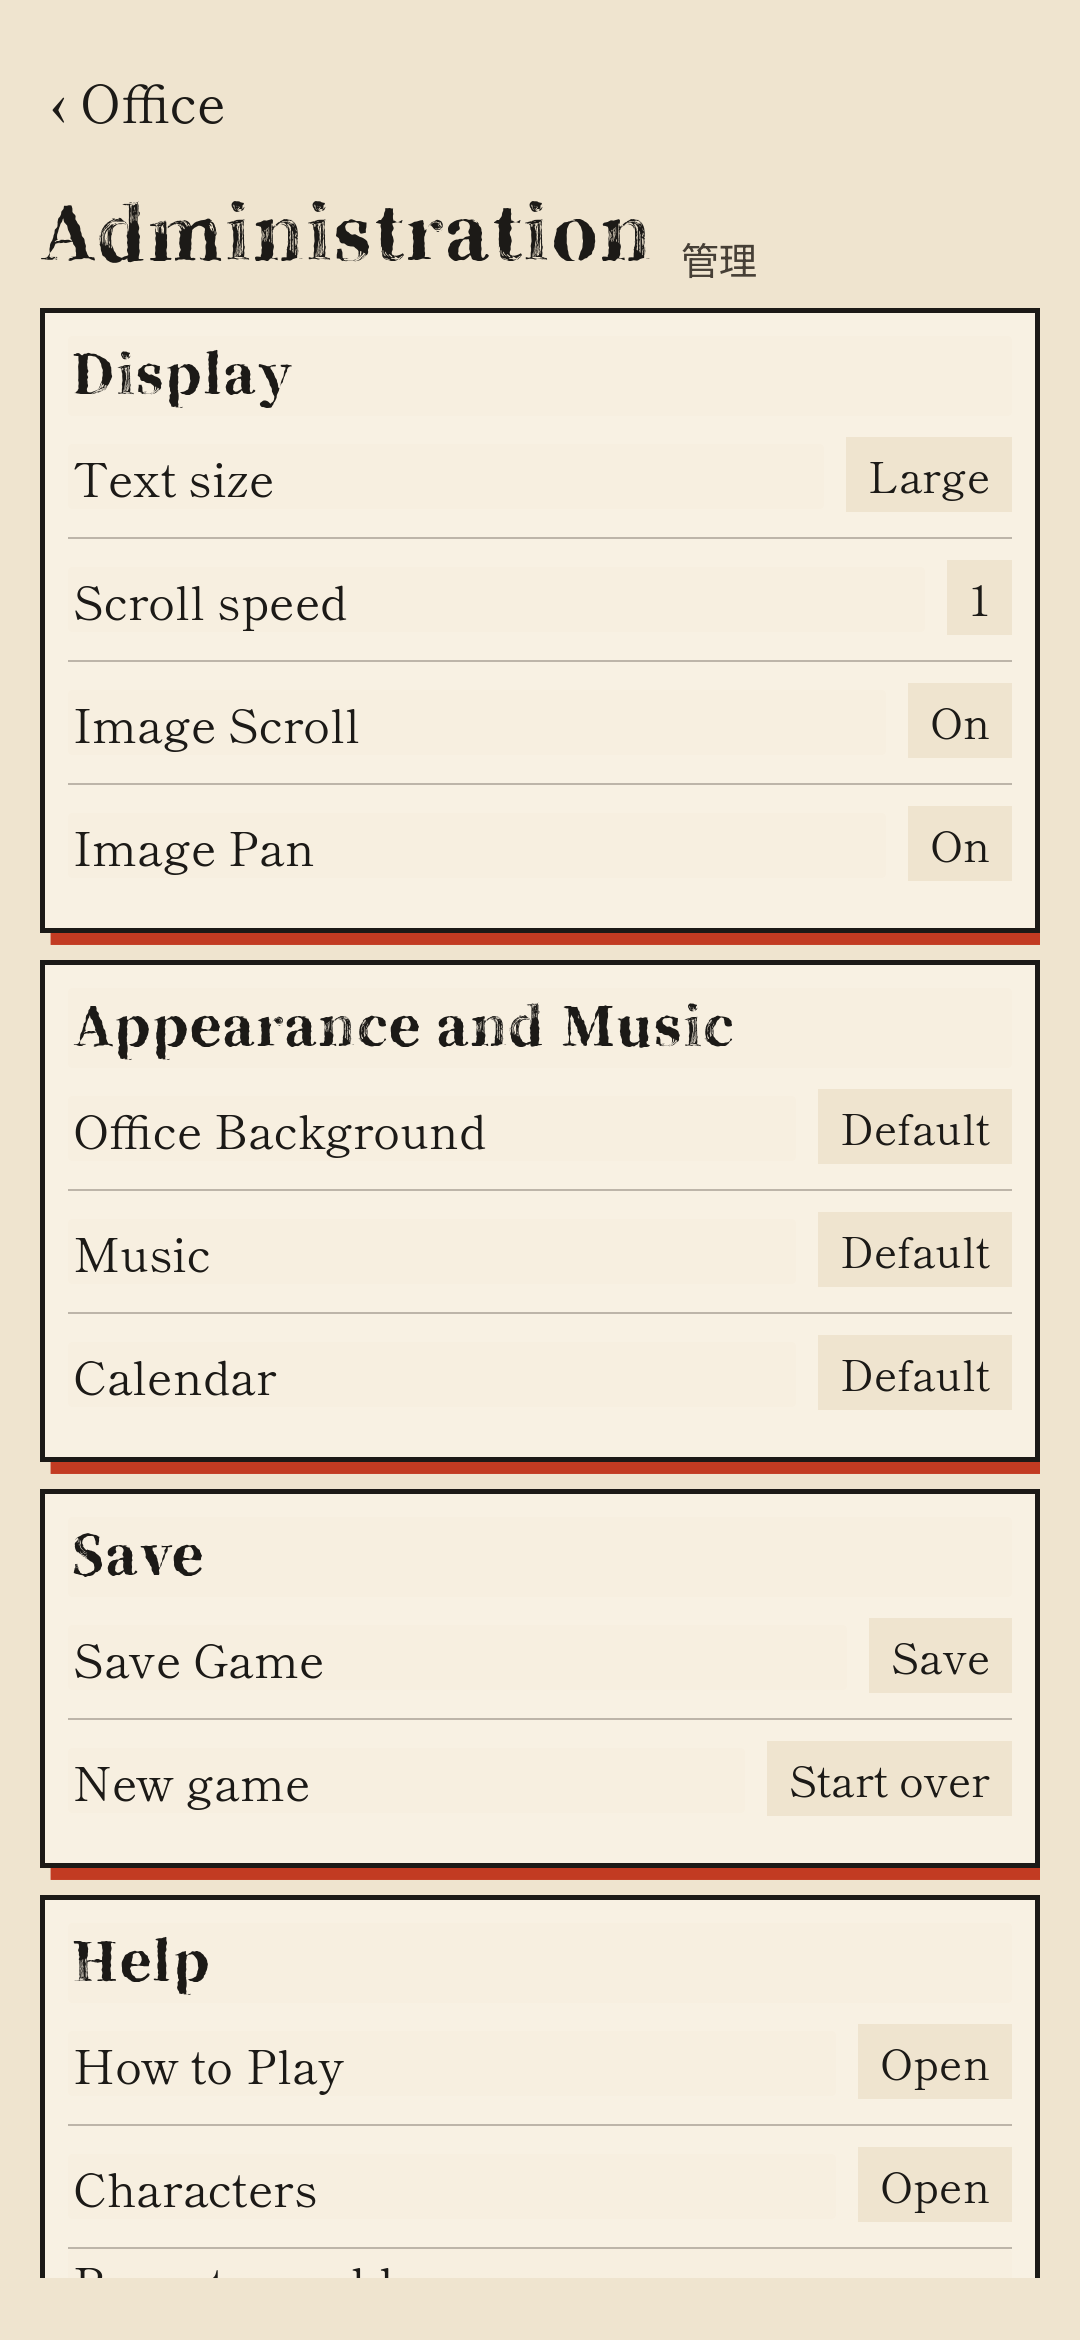 ‹ Office
Administration 管理
Display
Text size Large
Scroll speed 1
Image Scroll On
Image Pan On
Appearance and Music
Office Background Default
Music Default
Calendar Default
Save
Save Game Save
New game Start over
Help
How to Play Open
Characters Open